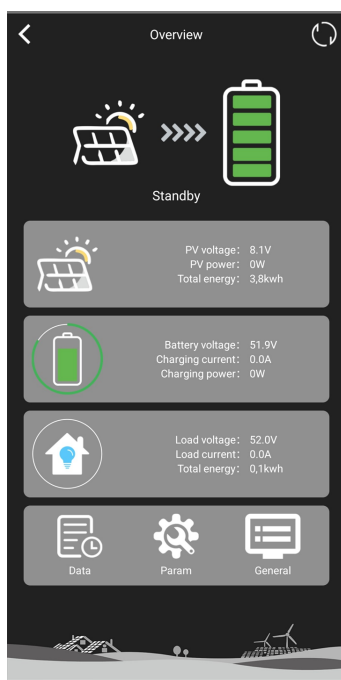 Overview
Standby
PV voltage: 8.1V
PV power: 0W
Total energy: 3,8kwh
Battery voltage: 51.9V
Charging current: 0.0A
Charging power: 0W
Load voltage: 52.0V
Load current: 0.0A
Total energy: 0,1kwh
Data Param General